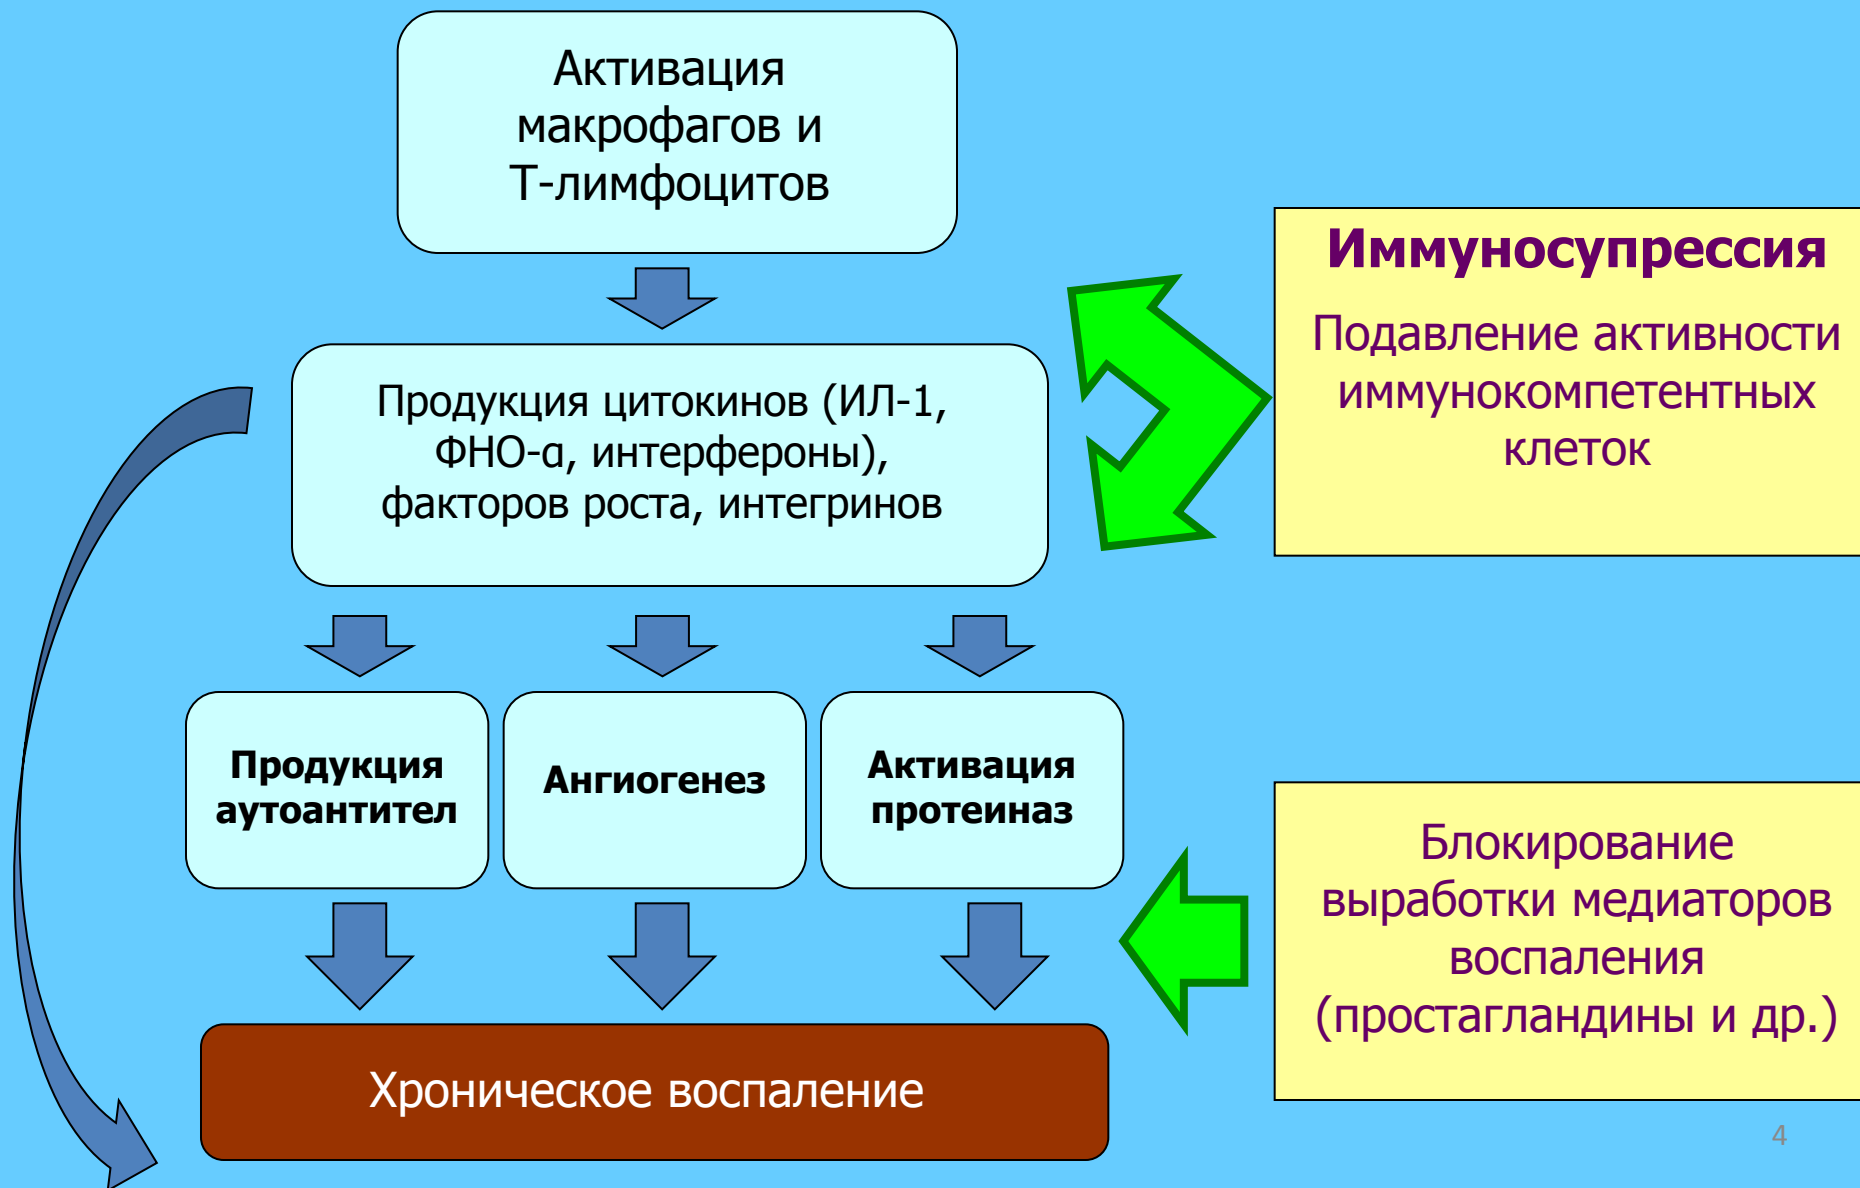 Активация
макрофагов и
Т-лимфоцитов
Иммуносупрессия
Подавление активности
иммунокомпетентных
клеток
Продукция цитокинов (ИЛ-1,
ФНО-α, интерфероны),
факторов роста, интегринов
Продукция
аутоантител
Ангиогенез
Активация
протеиназ
Блокирование
выработки медиаторов
воспаления
(простагландины и др.)
Хроническое воспаление
4